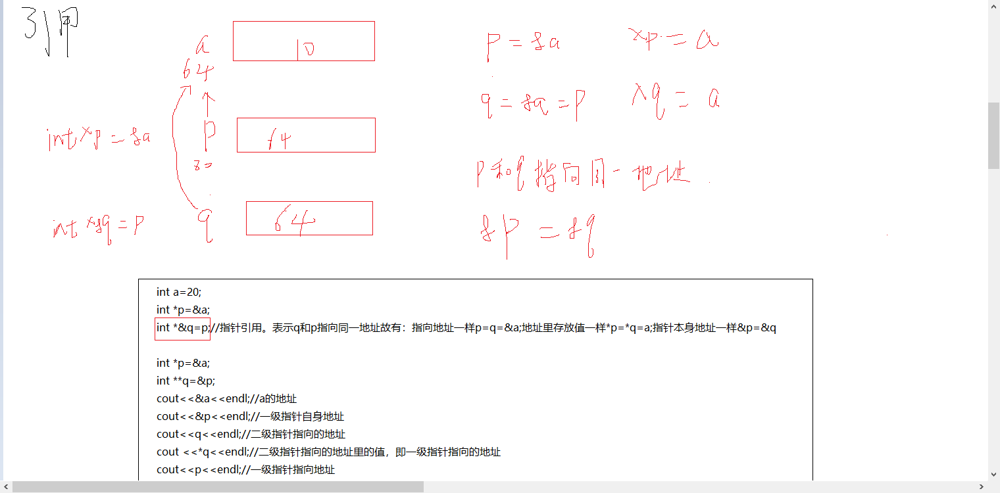 引用
a
10
p = &a
*p = a
64
q = &a = p
*q = a
int *p = &a
p
64
80
p和q指向同一地址
int *&q = p
q
64
&p = &q
int a=20;
int *p=&a;
int *&q=p;//指针引用。表示q和p指向同一地址故有：指向地址一样p=q=&a;地址里存放值一样*p=*q=a;指针本身地址一样&p=&q
int *p=&a;
int **q=&p;
cout<<&a<<endl;//a的地址
cout<<&p<<endl;//一级指针自身地址
cout<<q<<endl;//二级指针指向的地址
cout <<*q<<endl;//二级指针指向的地址里的值，即一级指针指向的地址
cout<<p<<endl;//一级指针指向地址